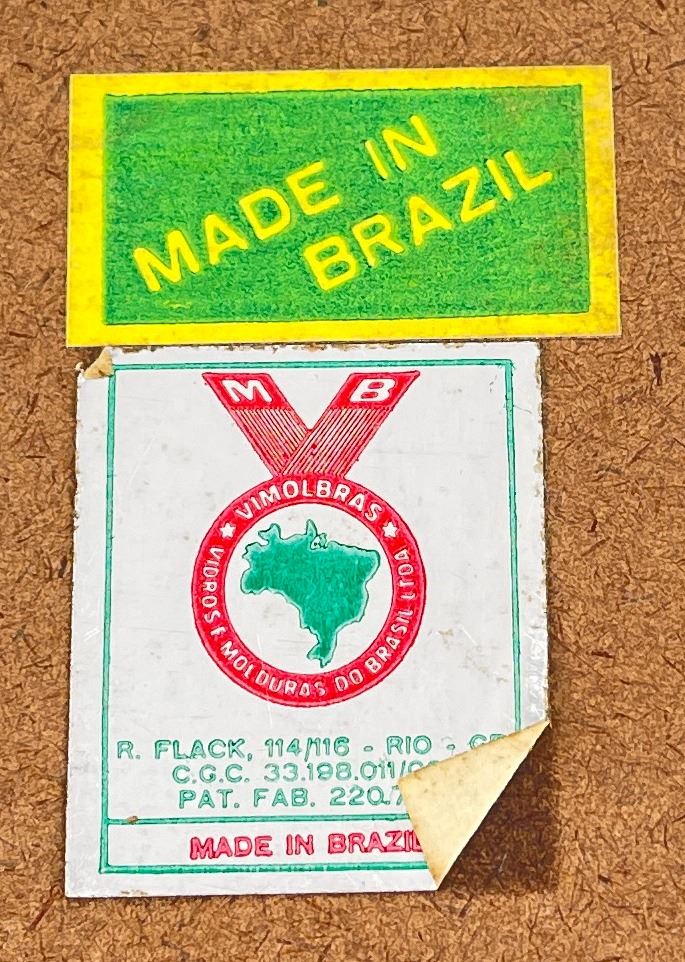 MADE IN
BRAZIL
M B
VIMOLBRAS
VIDROS E MOLDURAS DO BRASIL LTDA
R. FLACK, 114/116 - RIO -
C.G.C. 33.198.011/
PAT. FAB. 220.7
MADE IN BRAZIL